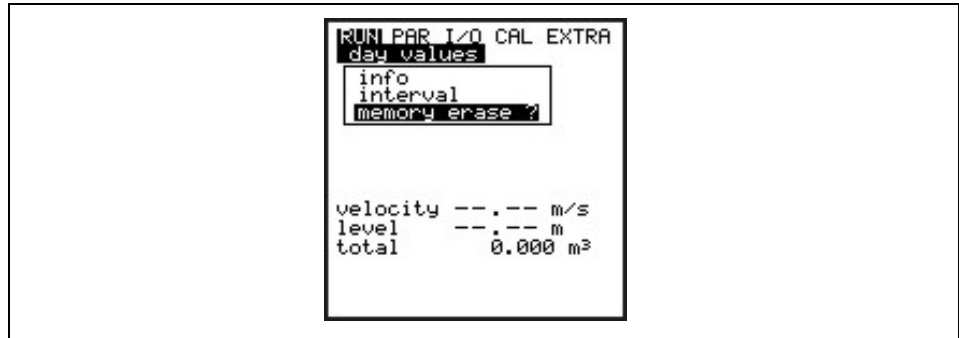 RUN PAR I/O CAL EXTRA
day values
info
interval
memory erase ?
velocity --.-- m/s
level --.-- m
total 0.000 m³